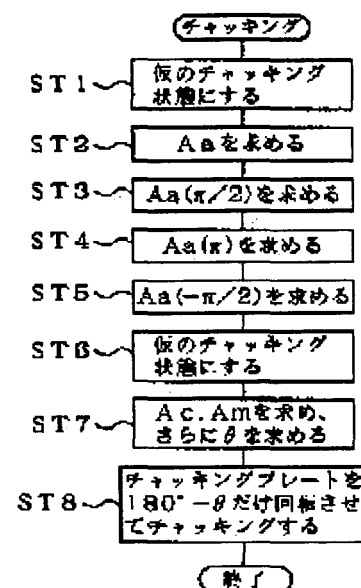 チャッキング
ST1
仮のチャッキング
状態にする
ST2
Aaを求める
ST3
Aa(π/2)を求める
ST4
Aa(π)を求める
ST5
Aa(-π/2)を求める
ST6
仮のチャッキング
状態にする
ST7
Ac.Amを求め、
さらにθを求める
ST8
チャッキングプレートを
180°-θだけ回転させ
てチャッキングする
終了